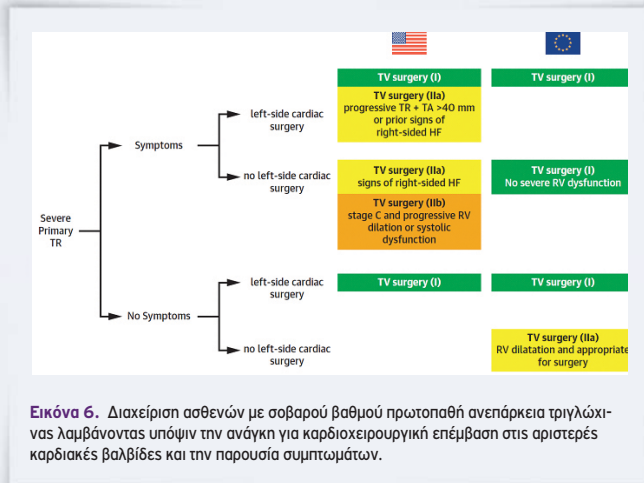 TV surgery (I)
TV surgery (I)
TV surgery (IIa)
progressive TR + TA >40 mm
or prior signs of
right-sided HF
left-side cardiac
surgery
Symptoms
no left-side cardiac
surgery
TV surgery (IIa)
signs of right-sided HF
TV surgery (I)
No severe RV dysfunction
TV surgery (IIb)
stage C and progressive RV
dilation or systolic
dysfunction
Severe
Primary
TR
left-side cardiac
surgery
TV surgery (I)
TV surgery (I)
No Symptoms
no left-side cardiac
surgery
TV surgery (IIa)
RV dilatation and appropriate
for surgery
Εικόνα 6. Διαχείριση ασθενών με σοβαρού βαθμού πρωτοπαθή ανεπάρκεια τριγλώχι-
νας λαμβάνοντας υπόψιν την ανάγκη για καρδιοχειρουργική επέμβαση στις αριστερές
καρδιακές βαλβίδες και την παρουσία συμπτωμάτων.